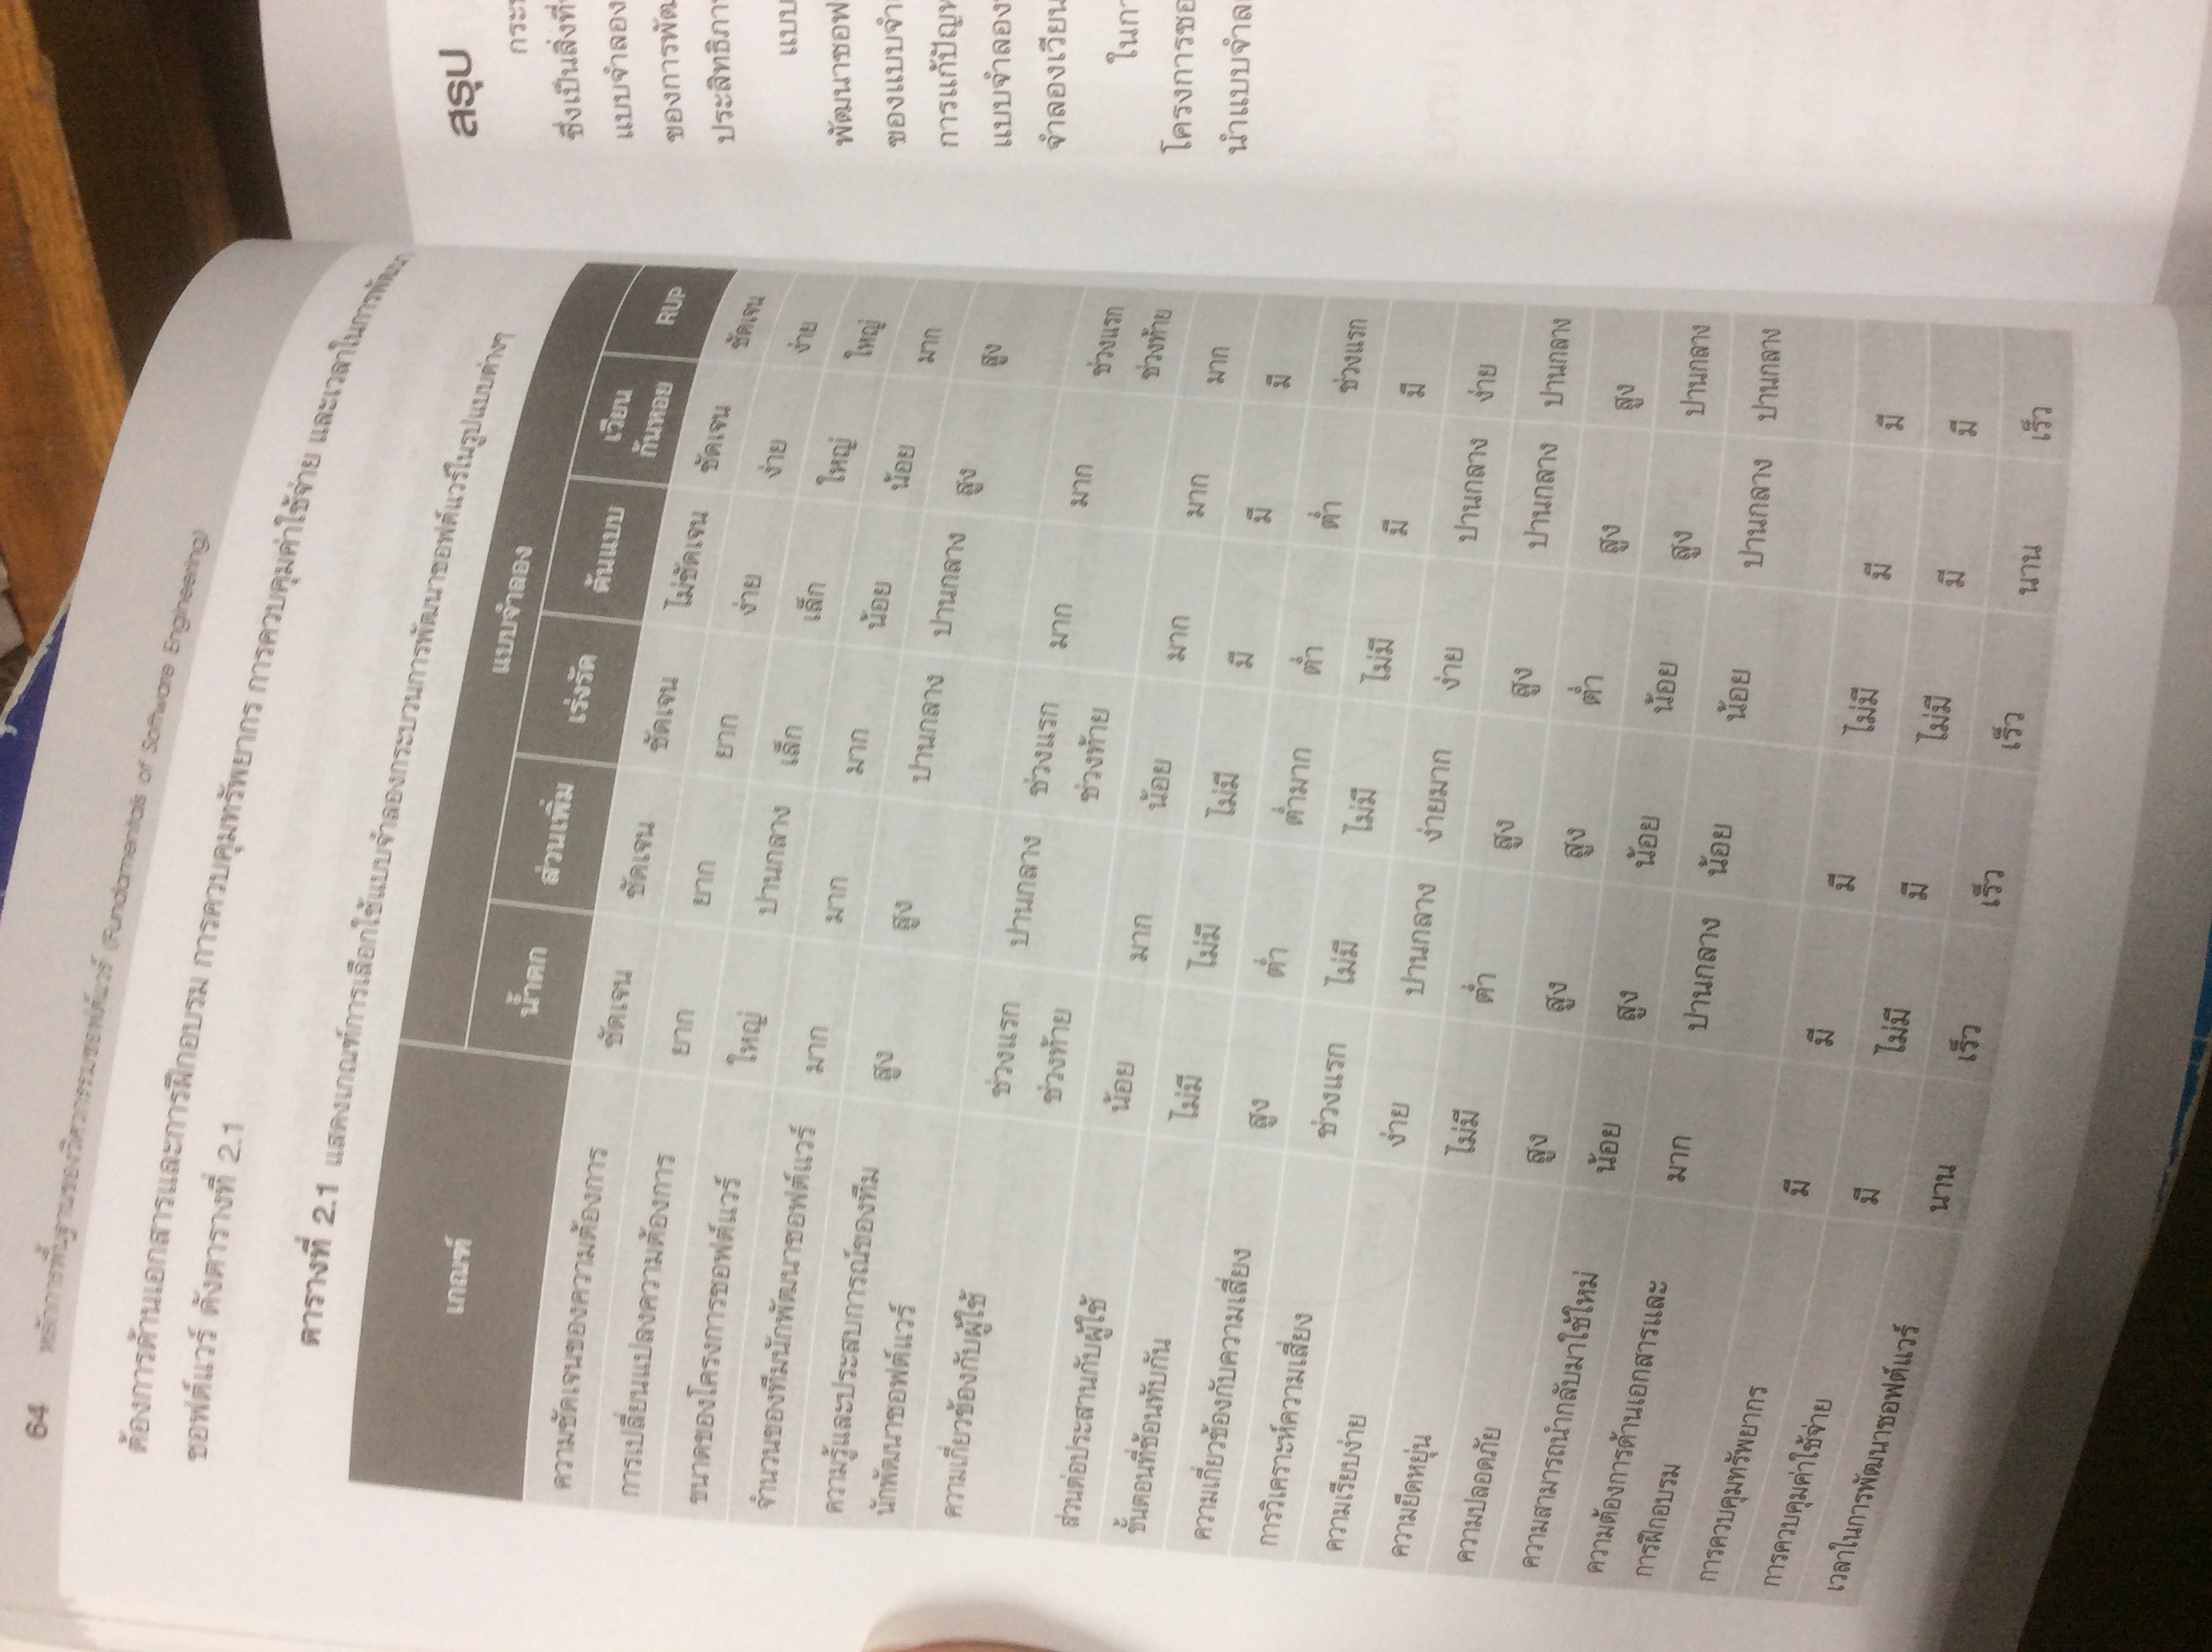 64 หลักการพื้นฐานของวิศวกรรมซอฟต์แวร์ (Fundamentals of Software Engineering)
ต้องการด้านเอกสารและการฝึกอบรม การควบคุมทรัพยากร การควบคุมค่าใช้จ่าย และเวลาในการพัฒนา
ซอฟต์แวร์ ดังตารางที่ 2.1
ตารางที่ 2.1 แสดงเกณฑ์การเลือกใช้แบบจำลองกระบวนการพัฒนาซอฟต์แวร์ในรูปแบบต่างๆ
เกณฑ์ แบบจำลอง
น้ำตก ส่วนเพิ่ม เร่งรัด ต้นแบบ เวียน RUP
ก้นหอย
ความชัดเจนของความต้องการ ชัดเจน ชัดเจน ชัดเจน ไม่ชัดเจน ชัดเจน ชัดเจน
การเปลี่ยนแปลงความต้องการ ยาก ยาก ยาก ง่าย ง่าย ง่าย
ขนาดของโครงการซอฟต์แวร์ ใหญ่ ปานกลาง เล็ก เล็ก ใหญ่ ใหญ่
จำนวนของทีมนักพัฒนาซอฟต์แวร์ มาก มาก มาก น้อย น้อย มาก
ความรู้และประสบการณ์ของทีม สูง สูง ปานกลาง ปานกลาง สูง สูง
นักพัฒนาซอฟต์แวร์
ความเกี่ยวข้องกับผู้ใช้ ช่วงแรก ปานกลาง ช่วงแรก มาก มาก ช่วงแรก
ช่วงท้าย ช่วงท้าย ช่วงท้าย
ส่วนต่อประสานกับผู้ใช้ น้อย มาก น้อย มาก มาก มาก
ขั้นตอนที่ซ้อนทับกัน ไม่มี ไม่มี ไม่มี มี มี มี
ความเกี่ยวข้องกับความเสี่ยง สูง ต่ำ ต่ำมาก ต่ำ ต่ำ ช่วงแรก
การวิเคราะห์ความเสี่ยง ช่วงแรก ไม่มี ไม่มี ไม่มี มี มี
ความเรียบง่าย ง่าย ปานกลาง ง่ายมาก ง่าย ปานกลาง ง่าย
ความยืดหยุ่น ไม่มี ต่ำ สูง สูง ปานกลาง ปานกลาง
ความปลอดภัย สูง สูง สูง ต่ำ สูง สูง
ความสามารถนำกลับมาใช้ใหม่ น้อย สูง น้อย น้อย สูง ปานกลาง
ความต้องการด้านเอกสารและ มาก ปานกลาง น้อย น้อย ปานกลาง ปานกลาง
การฝึกอบรม
การควบคุมทรัพยากร มี มี มี ไม่มี มี มี
การควบคุมค่าใช้จ่าย มี ไม่มี มี ไม่มี มี มี
เวลาในการพัฒนาซอฟต์แวร์ นาน เร็ว เร็ว เร็ว นาน เร็ว
สรุป
ซึ่งเป็นสิ่งที่
แบบจำลอง
ของการพัฒ
ประสิทธิภา
แบบ
พัฒนาซอฟ
ของแบบจำ
การแก้ปัญห
แบบจำลอง
จำลองเวียน
ในกา
โครงการซอ
นำแบบจำล